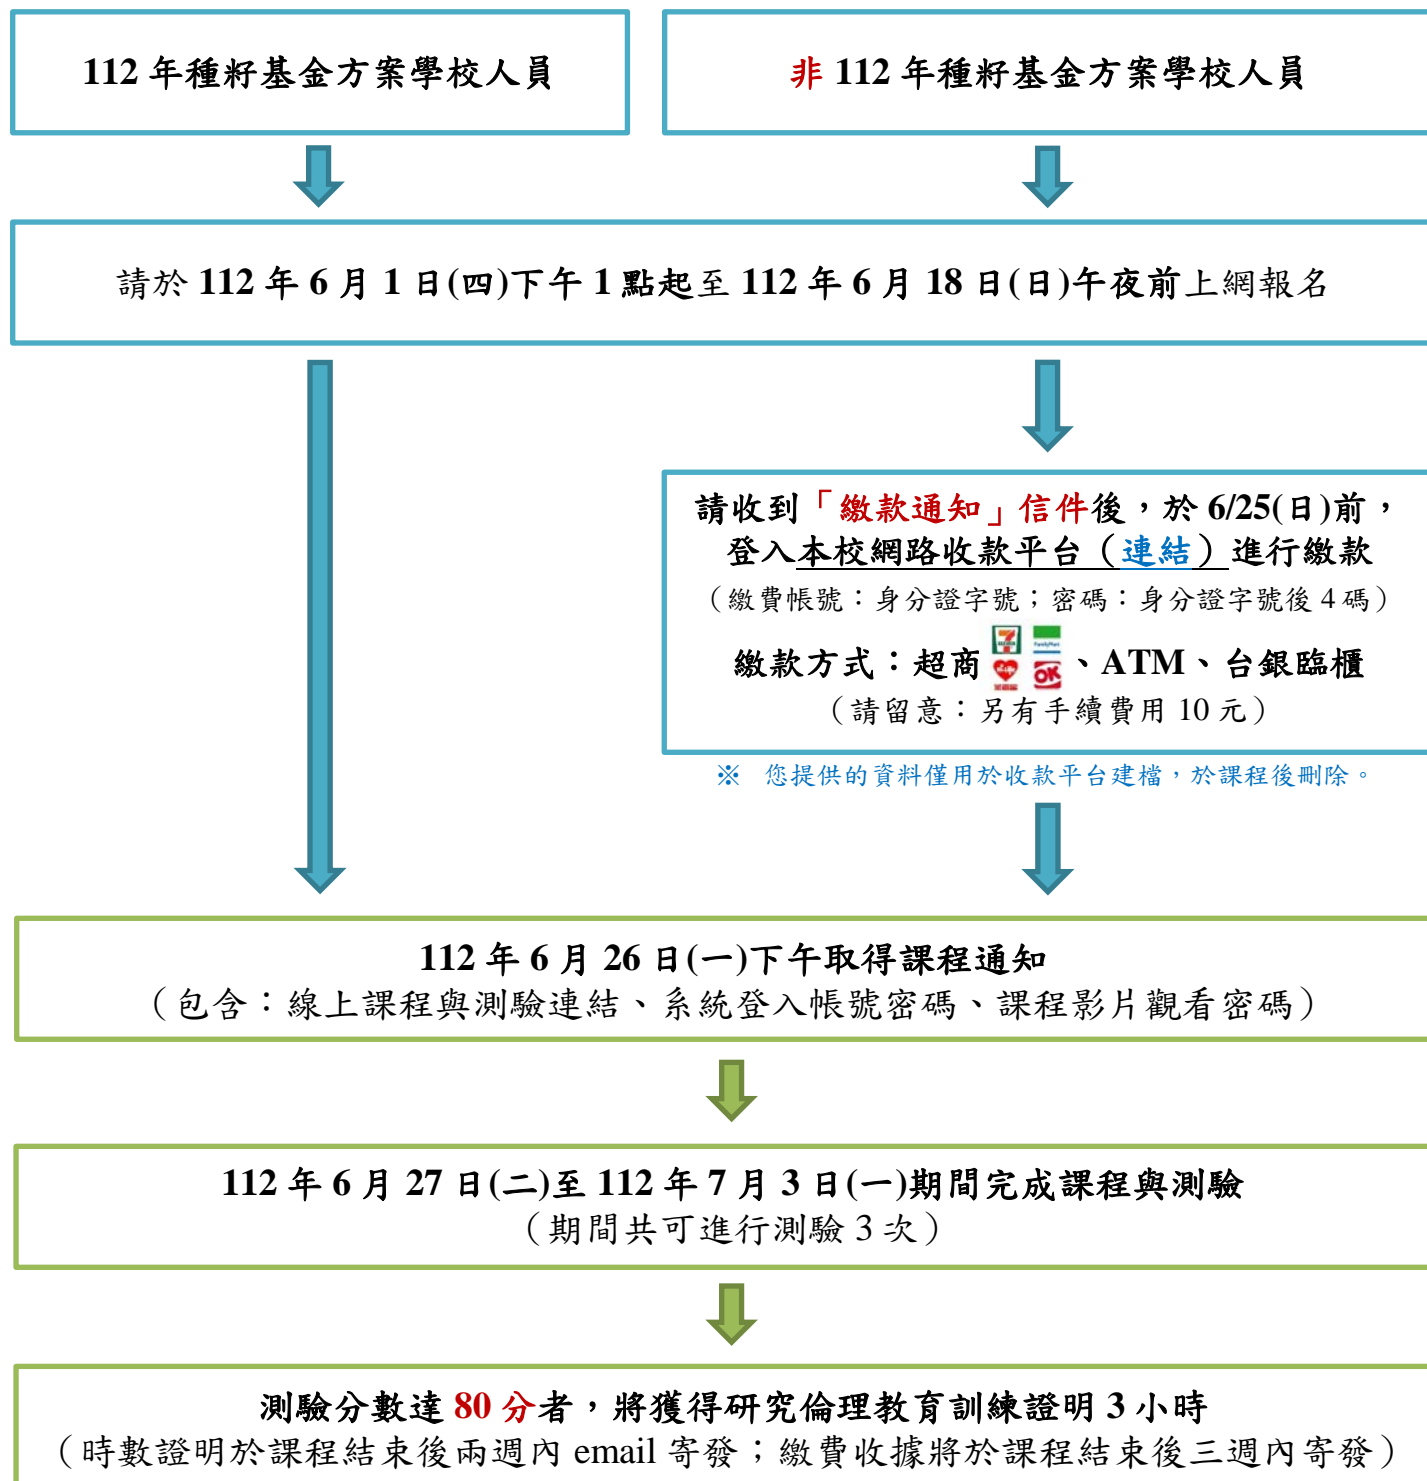 112 年種籽基金方案學校人員
非 112 年種籽基金方案學校人員
請於 112 年 6 月 1 日(四)下午 1 點起至 112 年 6 月 18 日(日)午夜前上網報名
請收到「繳款通知」信件後，於 6/25(日)前，
登入本校網路收款平台（連結）進行繳款
（繳費帳號：身分證字號；密碼：身分證字號後 4 碼）
繳款方式：超商 7 ELEVEN FamilyMart OK 、ATM、台銀臨櫃
（請留意：另有手續費用 10 元）
※ 您提供的資料僅用於收款平台建檔，於課程後刪除。
112 年 6 月 26 日(一)下午取得課程通知
（包含：線上課程與測驗連結、系統登入帳號密碼、課程影片觀看密碼）
112 年 6 月 27 日(二)至 112 年 7 月 3 日(一)期間完成課程與測驗
（期間共可進行測驗 3 次）
測驗分數達 80 分者，將獲得研究倫理教育訓練證明 3 小時
（時數證明於課程結束後兩週內 email 寄發；繳費收據將於課程結束後三週內寄發）